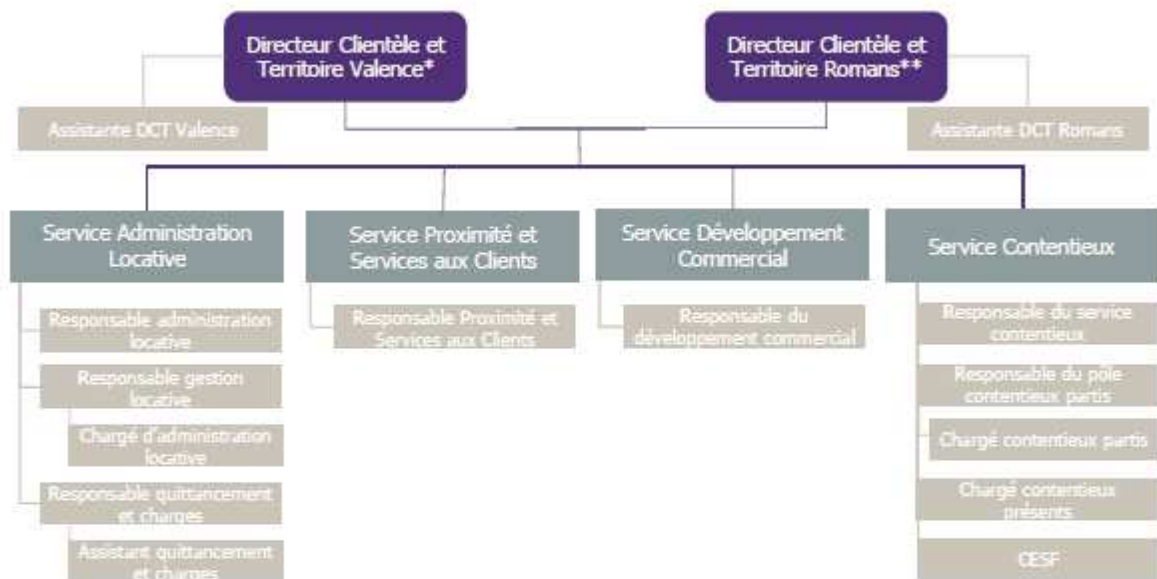 Directeur Clientèle et
Territoire Valence*
Directeur Clientèle et
Territoire Romans**
Assistante DCT Valence
Assistante DCT Romans
Service Administration
Locative
Service Proximité et
Services aux Clients
Service Développement
Commercial
Service Contentieux
Responsable administration
locative
Responsable gestion
locative
Chargé d'administration
locative
Responsable quittancement
et charges
Assistant quittancement
et charges
Responsable Proximité et
Services aux Clients
Responsable du
développement commercial
Responsable du service
contentieux
Responsable du pôle
contentieux partis
Chargé contentieux partis
Chargé contentieux
présents
CESF